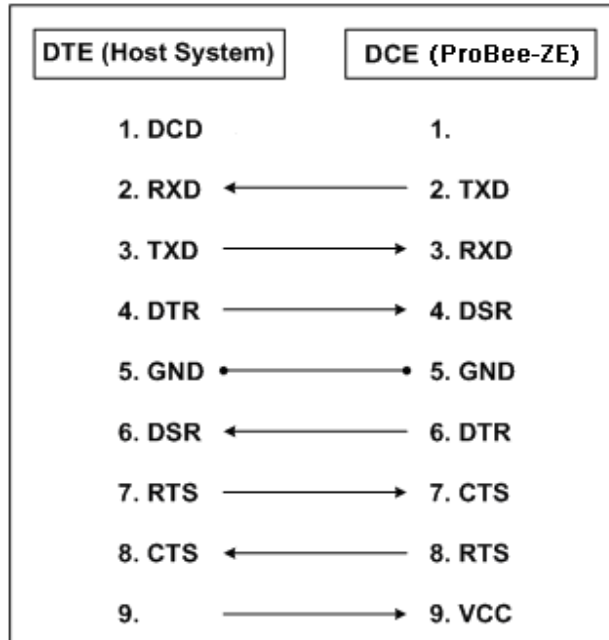 DTE (Host System) DCE (ProBee-ZE)
1. DCD 1.
2. RXD 2. TXD
3. TXD 3. RXD
4. DTR 4. DSR
5. GND 5. GND
6. DSR 6. DTR
7. RTS 7. CTS
8. CTS 8. RTS
9. 9. VCC